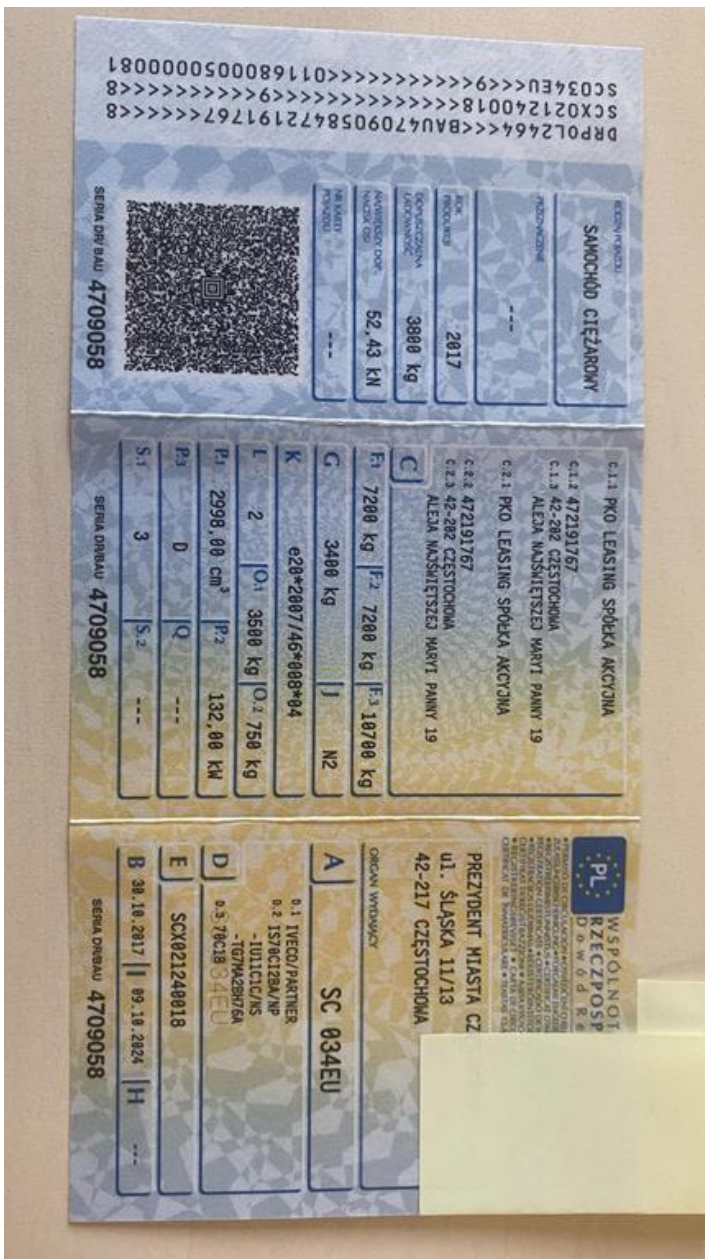 WSPÓLNOT
RZECZPOSP
Dowód Re
PL
PREZYDENT MIASTA CZ
ul. ŚLĄSKA 11/13
42-217 CZĘSTOCHOWA
ORGAN WYDAJĄCY
A SC 034EU
D.1 IVECO/PARTNER
D.2 IS70CI2BA/NP
-IU11C1C/NS
-TG7MA2BH76A
D D.3 70C18
034EU
E SCX021240018
B 30.10.2017 I 09.10.2024 H ---
SERIA DR/BAU 4709058
C.1.1 PKO LEASING SPÓŁKA AKCYJNA
C.1.2 472191767
C.1.3 42-202 CZĘSTOCHOWA
ALEJA NAJŚWIĘTSZEJ MARYI PANNY 19
C.2.1 PKO LEASING SPÓŁKA AKCYJNA
C.2.2 472191767
C.2.3 42-202 CZĘSTOCHOWA
ALEJA NAJŚWIĘTSZEJ MARYI PANNY 19
C
F.1 7200 kg F.2 7200 kg F.3 10700 kg
G 3400 kg J N2
K e20*2007/46*008*04
L 2 O.1 3500 kg O.2 750 kg
P.1 2998,00 cm³ P.2 132,00 kW
P.3 D Q ---
S.1 3 S.2 ---
SERIA DR/BAU 4709058
RODZAJ POJAZDU
SAMOCHÓD CIĘŻAROWY
PRZEZNACZENIE
---
ROK PRODUKCJI 2017
DOPUSZCZALNA ŁADOWNOŚĆ 3800 kg
NAJWIĘKSZY DOP. NACISK OSI 52,43 kN
NR KARTY POJAZDU ---
SERIA DR/BAU 4709058
DRPOL2464<<<BAU4709058472191767<<<<<<8
SCX021240018<<<<<<9<<<<<<<<<<<<<<<<<<8
SC034EU<<<9<<<<<<<<<<<<0116800050000081